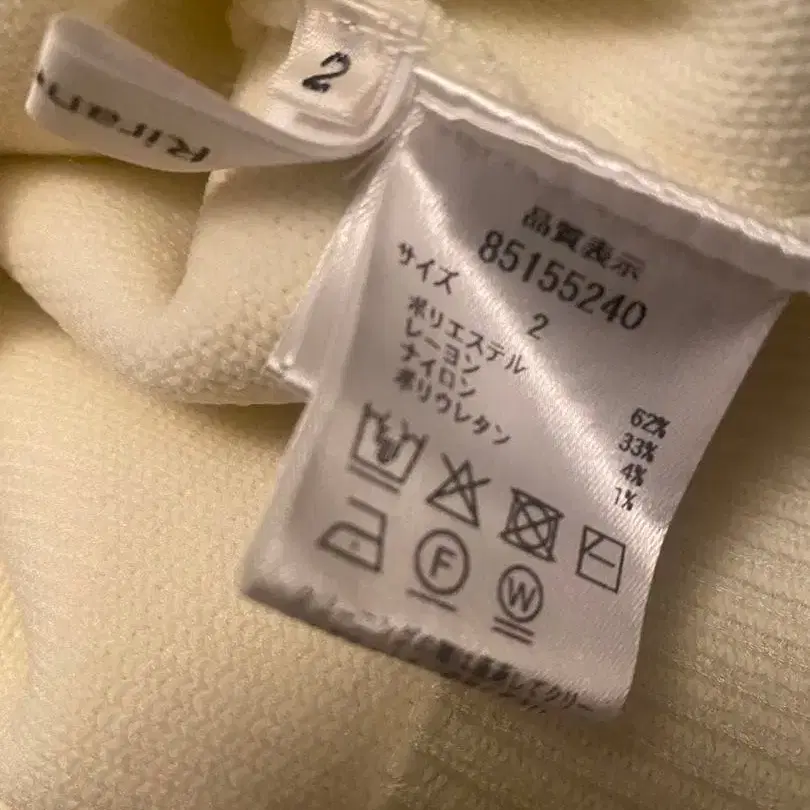 2
Riran
品質表示
85155240
サイズ 2
ポリエステル 62%
レーヨン 33%
ナイロン 4%
ポリウレタン 1%
F
W